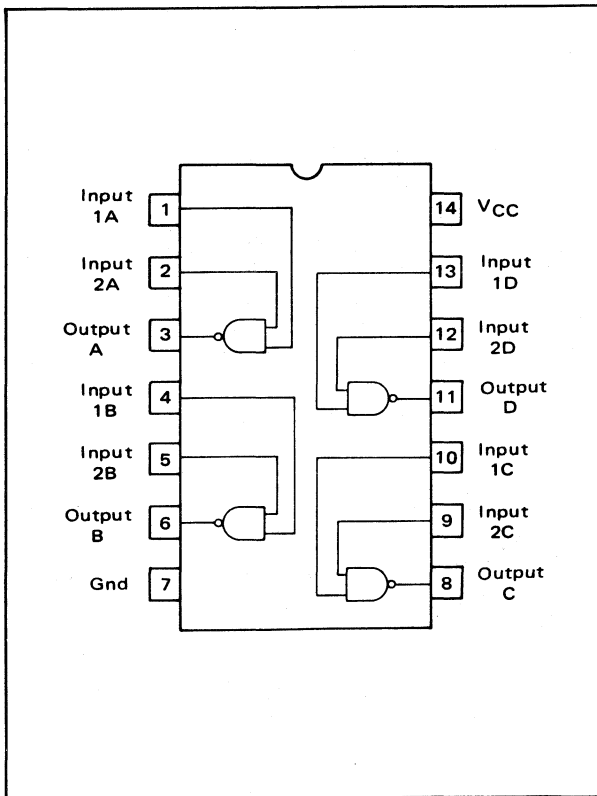 Input
1A
1
Input
2A
2
Output
A
3
Input
1B
4
Input
2B
5
Output
B
6
Gnd
7
14
VCC
13
Input
1D
12
Input
2D
11
Output
D
10
Input
1C
9
Input
2C
8
Output
C